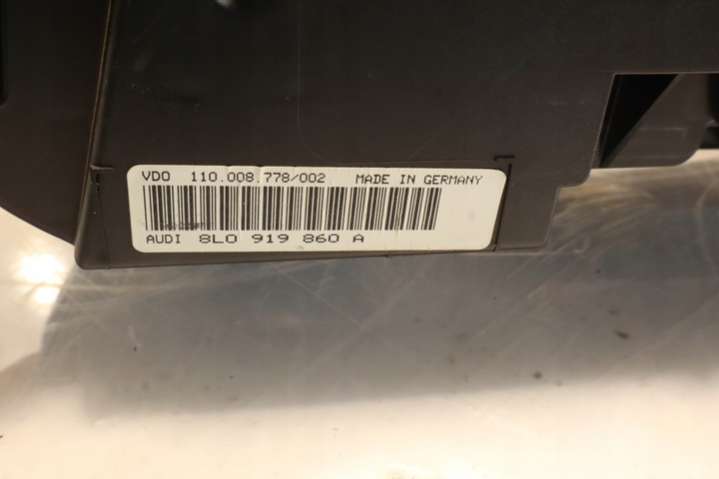 VDO 110.008.778/002 MADE IN GERMANY
AUDI 8L0 919 860 A